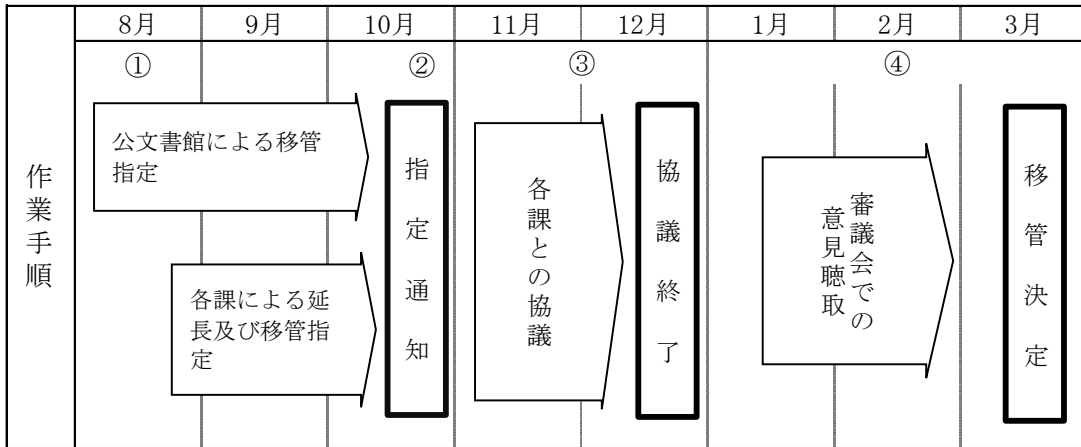 8月 9月 10月 11月 12月 1月 2月 3月
① ② ③ ④
作業手順
公文書館による移管
指定
各課による延
長及び移管指
定
指定通知
各課との協議
協議終了
審議会での
意見聴取
移管決定